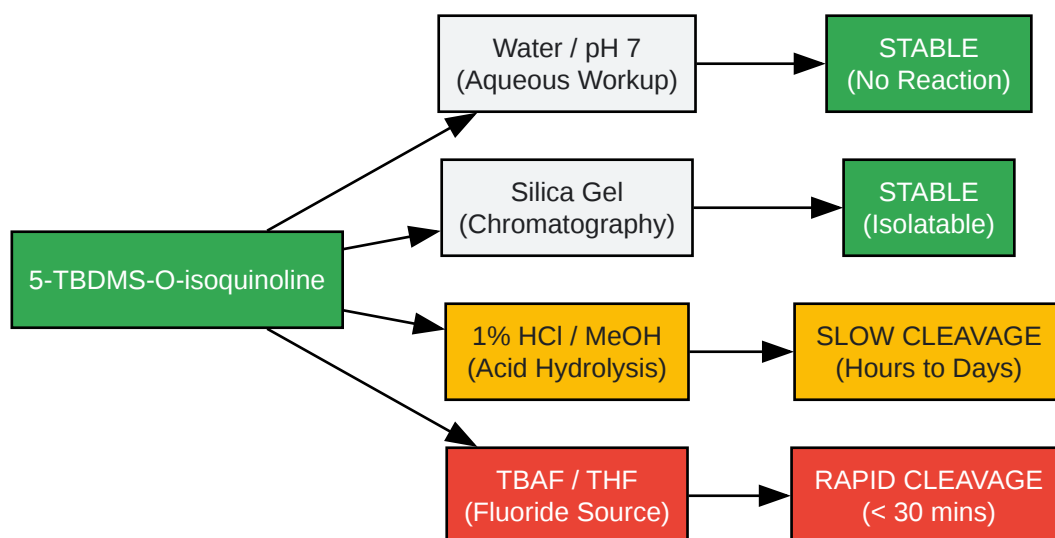 Water / pH 7
(Aqueous Workup)
STABLE
(No Reaction)
Silica Gel
(Chromatography)
STABLE
(Isolatable)
5-TBDMS-O-isoquinoline
1% HCl / MeOH
(Acid Hydrolysis)
SLOW CLEAVAGE
(Hours to Days)
TBAF / THF
(Fluoride Source)
RAPID CLEAVAGE
(< 30 mins)